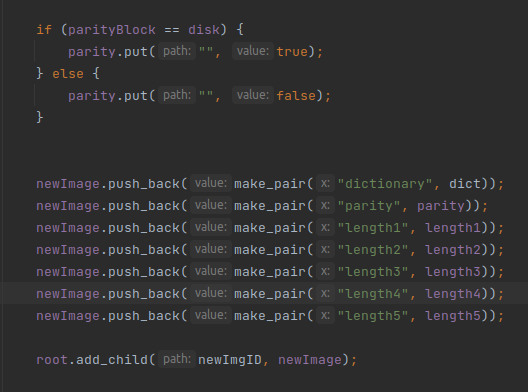 if (parityBlock == disk) {
parity.put( path: "", value: true);
} else {
parity.put( path: "", value: false);
}
newImage.push_back( value: make_pair( x: "dictionary", dict));
newImage.push_back( value: make_pair( x: "parity", parity));
newImage.push_back( value: make_pair( x: "length1", length1));
newImage.push_back( value: make_pair( x: "length2", length2));
newImage.push_back( value: make_pair( x: "length3", length3));
newImage.push_back( value: make_pair( x: "length4", length4));
newImage.push_back( value: make_pair( x: "length5", length5));
root.add_child( path: newImgID, newImage);